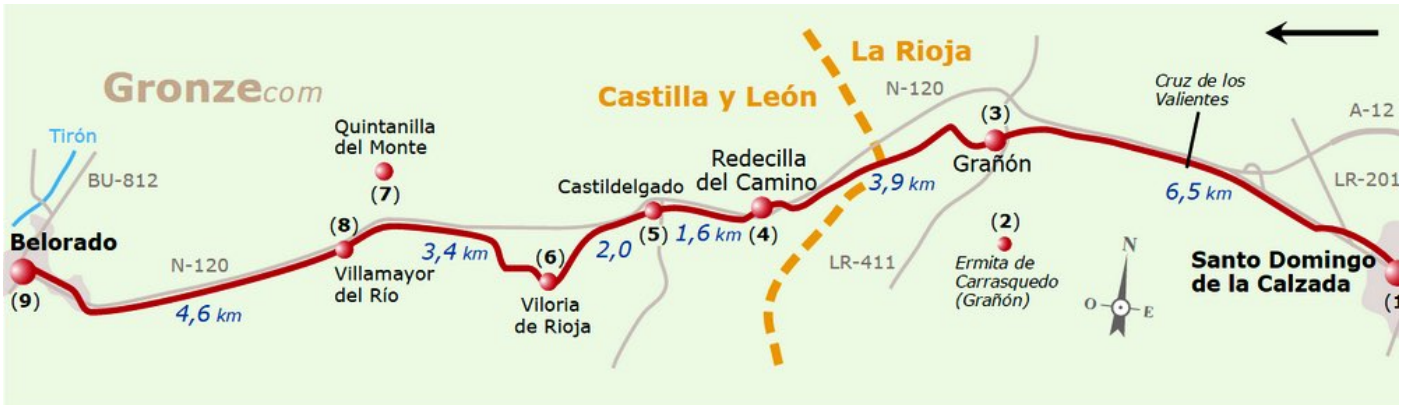 La Rioja
Castilla y León
Gronze.com
N-120
Cruz de los
Valientes
A-12
(3)
Grañón
Tirón
Quintanilla
del Monte
BU-812
(7)
Redecilla
del Camino
3,9 km
6,5 km
LR-201
Castildelgado
(8)
(5)
1,6 km
(4)
(2)
Belorado
3,4 km
2,0
(6)
LR-411
Ermita de
Carrasquedo
(Grañón)
N
O
E
Santo Domingo
de la Calzada
N-120
Villamayor
del Río
(9)
4,6 km
Viloria
de Rioja
(1